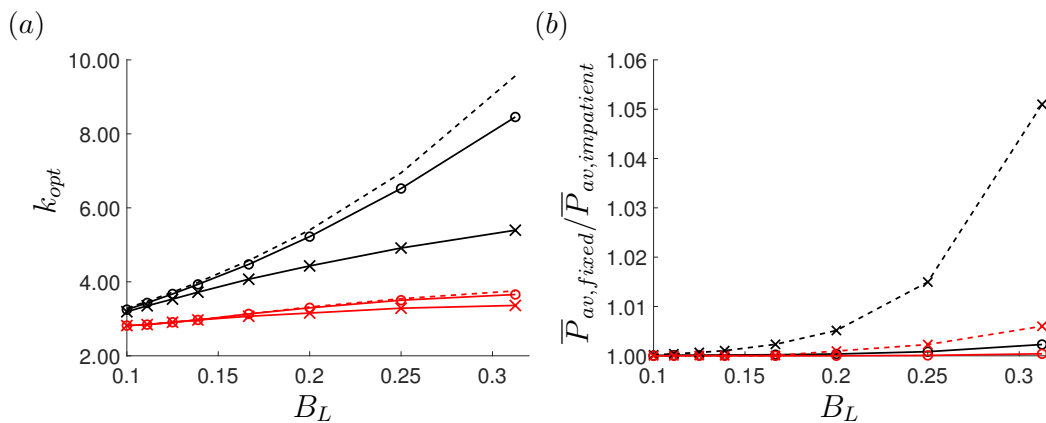 (a)
10.00
8.00
6.00
4.00
2.00
k_opt
0.1 0.15 0.2 0.25 0.3
B_L
(b)
1.06
1.05
1.04
1.03
1.02
1.01
1.00
P̅_av,fixed/P̅_av,impatient
0.1 0.15 0.20 0.25 0.3
B_L